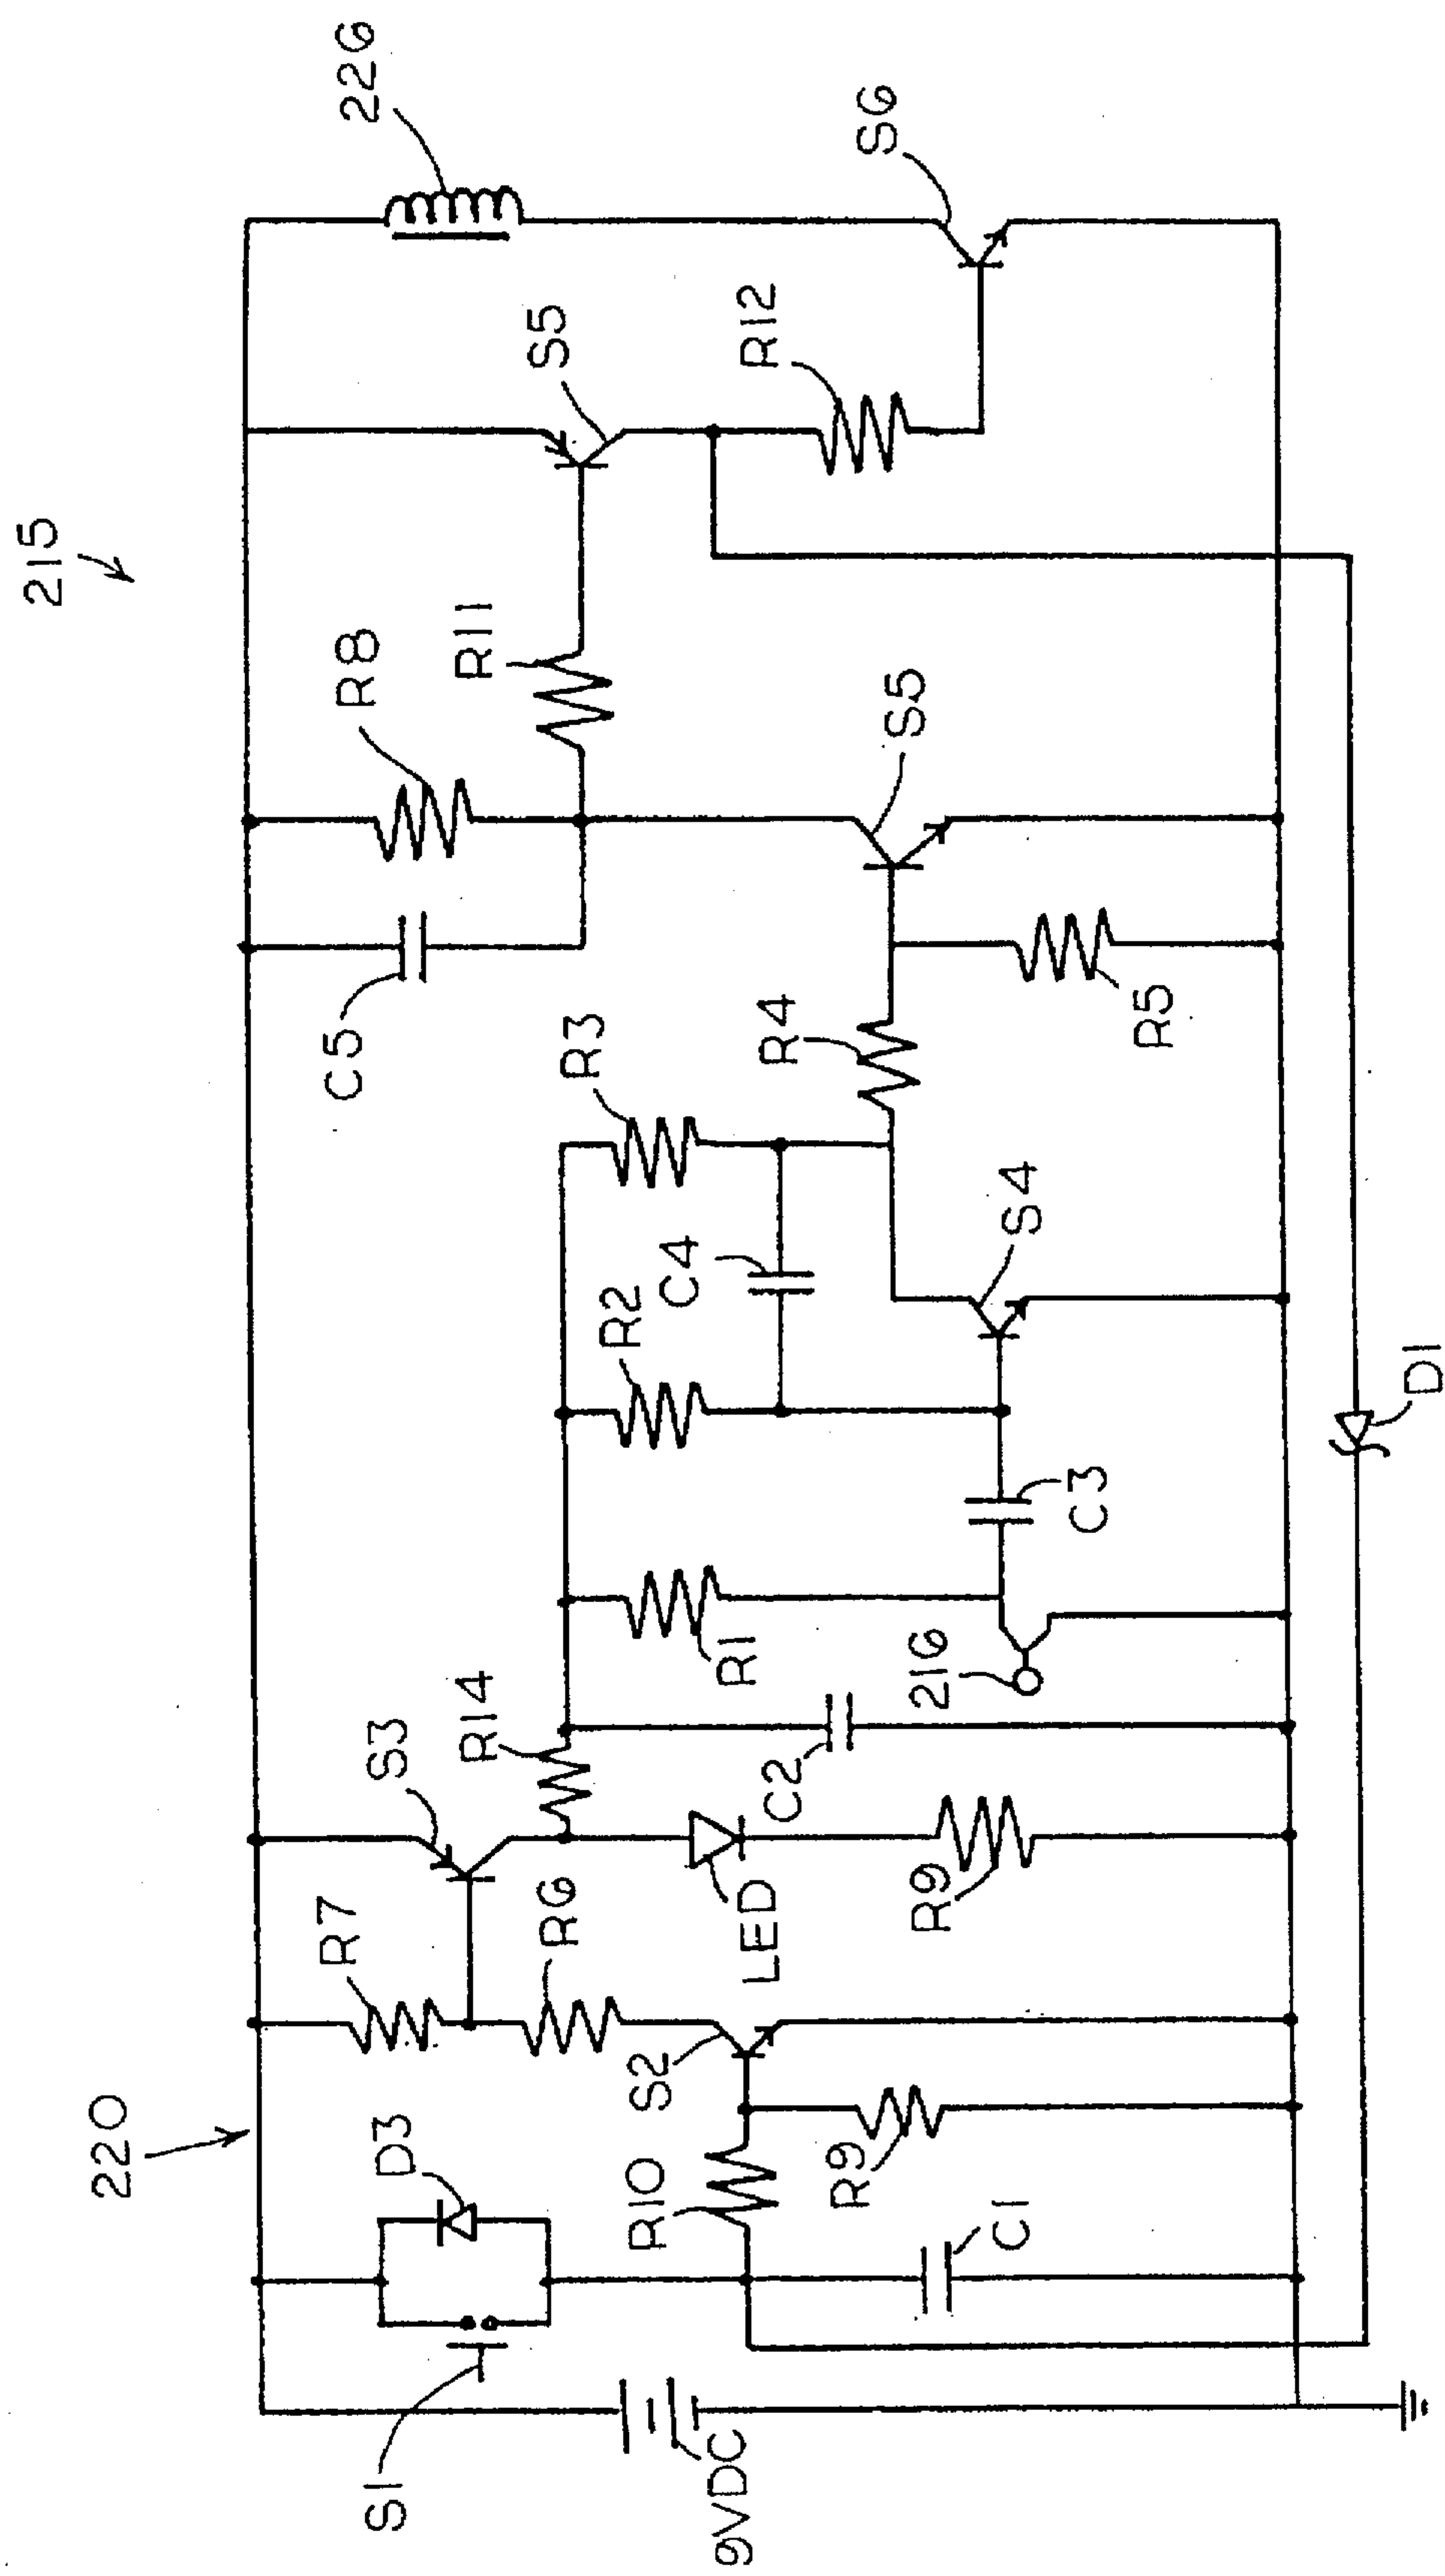 215
220
226
S6
S5
R12
R11
R8
S5
C5
R3
R4
R5
C4
R2
S4
D1
C3
R1
216
R14
S3
C2
R7
R6
LED
R9
S2
D3
R10
R9
C1
S1
9VDC